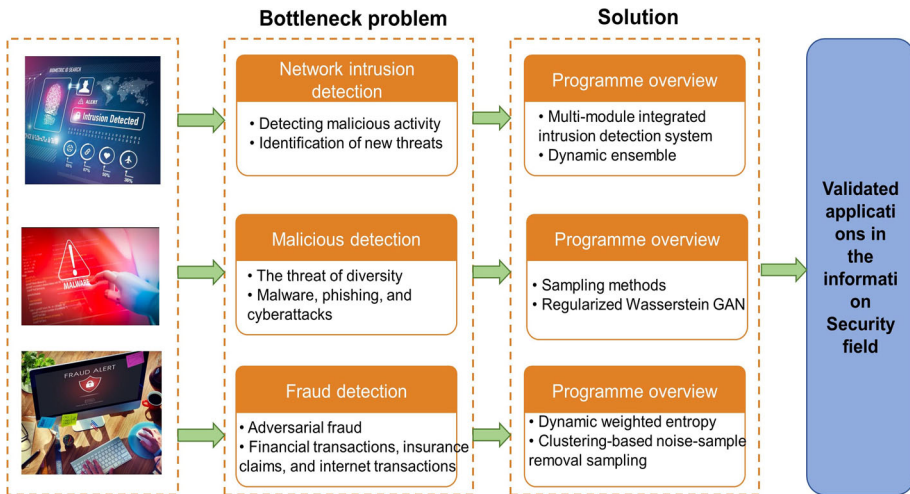 Bottleneck problem
Solution
BIOMETRIC ID SEARCH
ALERT
Intrusion Detected
Network intrusion
detection
• Detecting malicious activity
• Identification of new threats
Programme overview
• Multi-module integrated
intrusion detection system
• Dynamic ensemble
MALWARE
Malicious detection
• The threat of diversity
• Malware, phishing, and
cyberattacks
Programme overview
• Sampling methods
• Regularized Wasserstein GAN
FRAUD ALERT
Fraud detection
• Adversarial fraud
• Financial transactions, insurance
claims, and internet transactions
Programme overview
• Dynamic weighted entropy
• Clustering-based noise-sample
removal sampling
Validated
applicati
ons in
the
informati
on
Security
field